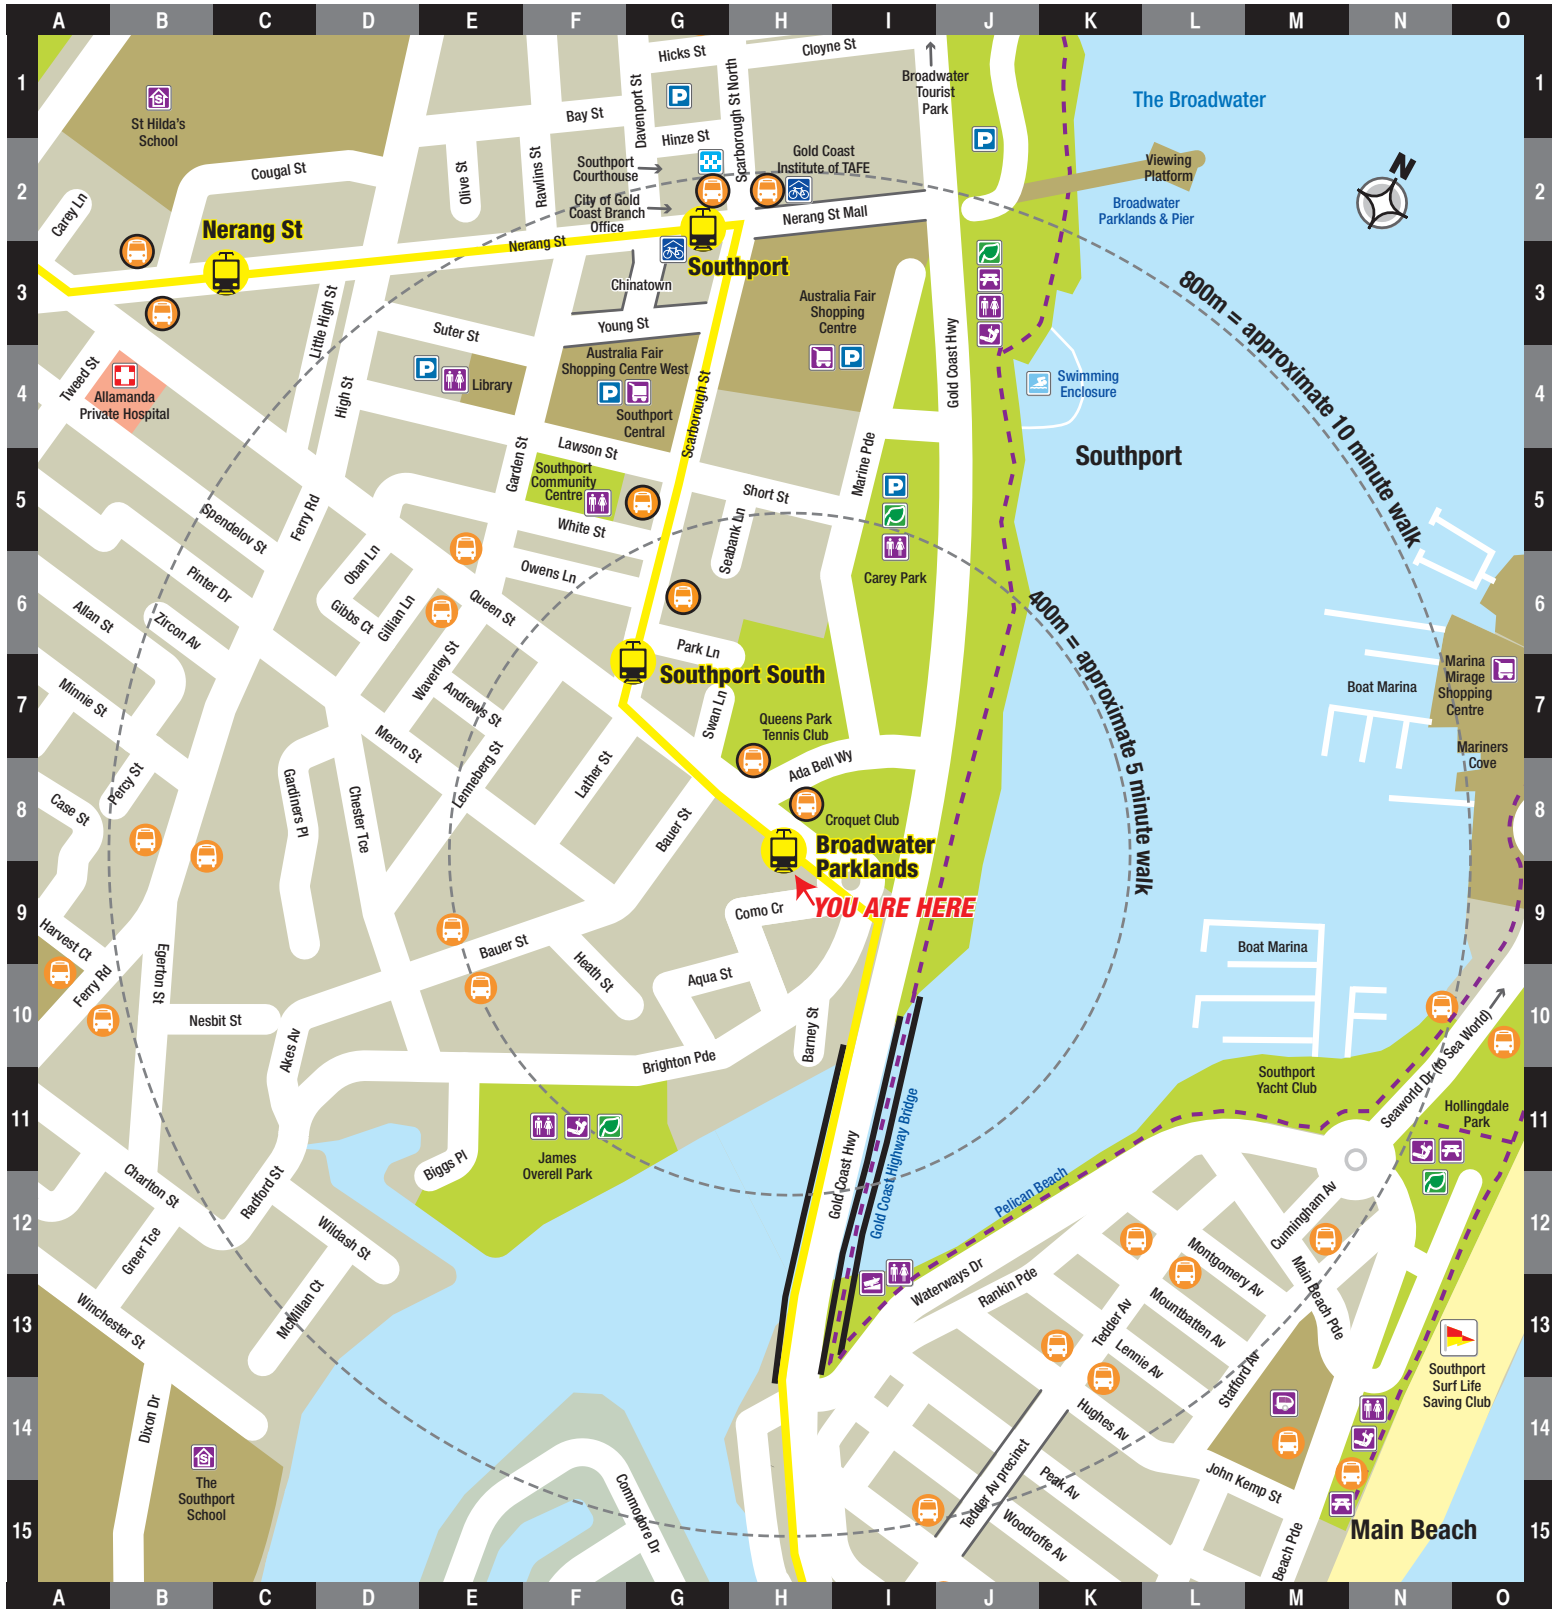 A B C D E F G H I J K L M N O
1
2
3
4
5
6
7
8
9
10
11
12
13
14
15
1
2
3
4
5
6
7
8
9
10
11
12
13
14
15
A B C D E F G H I J K L M N O
Hicks St
Cloyne St
Broadwater
Tourist
Park
The Broadwater
St Hilda's
School
P
P
Bay St
Davenport St
Hinze St
Scarborough St North
Southport
Courthouse
Gold Coast
Institute of TAFE
Viewing
Platform
N
Cougal St
Olive St
Rawlins St
City of Gold
Coast Branch
Office
Nerang St Mall
Broadwater
Parklands & Pier
Carey Ln
Nerang St
Nerang St
Southport
Chinatown
Young St
Australia Fair
Shopping
Centre
P
800m = approximate 10 minute walk
Little High St
Suter St
P
Library
Australia Fair
Shopping Centre West
P
Southport
Central
Scarborough St
Gold Coast Hwy
Swimming
Enclosure
Tweed St
Allamanda
Private Hospital
High St
Garden St
Lawson St
Southport
Community
Centre
Marine Pde
Southport
Short St
P
Spendelov St
Ferry Rd
White St
Seabank Ln
Carey Park
Oban Ln
Owens Ln
Pinter Dr
Gibbs Ct
Gillian Ln
Queen St
400m = approximate 5 minute walk
Allan St
Zircon Av
Park Ln
Southport South
Waverley St
Andrews St
Swan Ln
Queens Park
Tennis Club
Boat Marina
Marina
Mirage
Shopping
Centre
Mariners
Cove
Minnie St
Meron St
Lenneberg St
Lather St
Ada Bell Wy
Percy St
Case St
Gardiners Pl
Chester Tce
Bauer St
Croquet Club
Broadwater
Parklands
YOU ARE HERE
Como Cr
Harvest Ct
Ferry Rd
Egerton St
Bauer St
Heath St
Aqua St
Boat Marina
Nesbit St
Akes Av
Brighton Pde
Barney St
Southport
Yacht Club
Seaworld Dr (to Sea World)
Hollingdale
Park
James
Overell Park
Biggs Pl
Gold Coast Hwy
Gold Coast Highway Bridge
Pelican Beach
Charlton St
Radford St
Wildash St
Greer Tce
McMillan Ct
Winchester St
Waterways Dr
Rankin Pde
Cunningham Av
Montgomery Av
Main Beach Pde
Mountbatten Av
Tedder Av
Lennie Av
Stafford Av
Southport
Surf Life
Saving Club
Dixon Dr
The
Southport
School
Hughes Av
John Kemp St
Peak Av
Tedder Av precinct
Woodroffe Av
Commodore Dr
Beach Pde
Main Beach